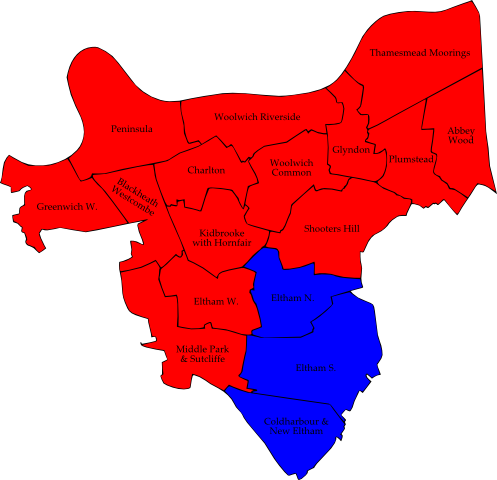 Thamesmead Moorings
Woolwich Riverside
Peninsula
Abbey
Wood
Glyndon
Plumstead
Woolwich
Common
Charlton
Blackheath
Westcombe
Greenwich W.
Shooters Hill
Kidbrooke
with Hornfair
Eltham W.
Eltham N.
Middle Park
& Sutcliffe
Eltham S.
Coldharbour&
New Eltham